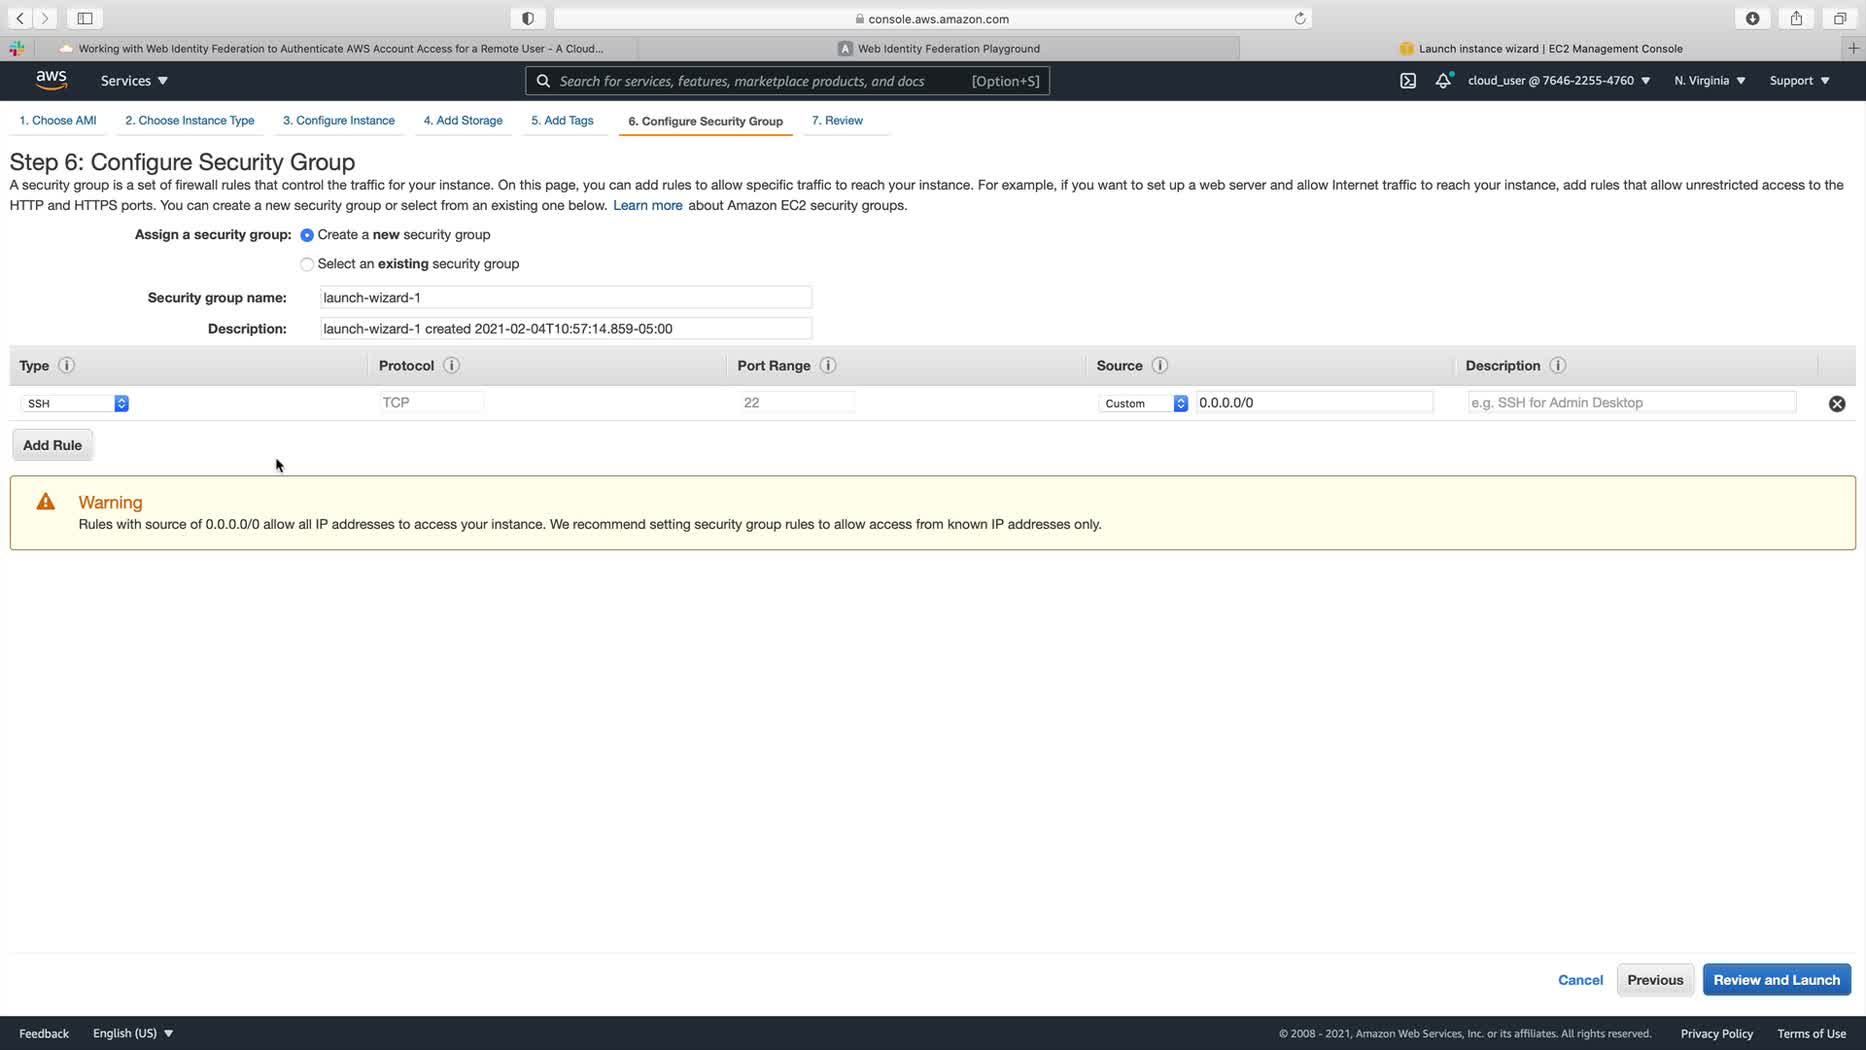 console.aws.amazon.com
Working with Web Identity Federation to Authenticate AWS Account Access for a Remote User - A Cloud...
A Web Identity Federation Playground
Launch instance wizard | EC2 Management Console
aws
Services
Search for services, features, marketplace products, and docs [Option+S]
cloud_user @ 7646-2255-4760
N. Virginia
Support
1. Choose AMI
2. Choose Instance Type
3. Configure Instance
4. Add Storage
5. Add Tags
6. Configure Security Group
7. Review
Step 6: Configure Security Group
A security group is a set of firewall rules that control the traffic for your instance. On this page, you can add rules to allow specific traffic to reach your instance. For example, if you want to set up a web server and allow Internet traffic to reach your instance, add rules that allow unrestricted access to the
HTTP and HTTPS ports. You can create a new security group or select from an existing one below. Learn more about Amazon EC2 security groups.
Assign a security group: Create a new security group
Select an existing security group
Security group name: launch-wizard-1
Description: launch-wizard-1 created 2021-02-04T10:57:14.859-05:00
Type i Protocol i Port Range i Source i Description i
SSH TCP 22 Custom 0.0.0.0/0 e.g. SSH for Admin Desktop
Add Rule
Warning
Rules with source of 0.0.0.0/0 allow all IP addresses to access your instance. We recommend setting security group rules to allow access from known IP addresses only.
Cancel Previous Review and Launch
Feedback English (US) © 2008 - 2021, Amazon Web Services, Inc. or its affiliates. All rights reserved. Privacy Policy Terms of Use